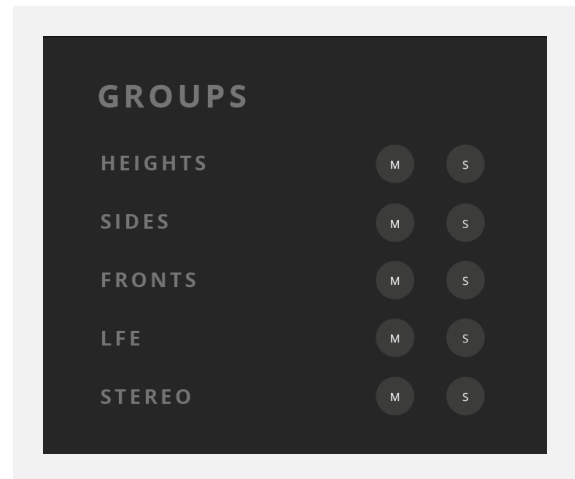 GROUPS
HEIGHTS M S
SIDES M S
FRONTS M S
LFE M S
STEREO M S